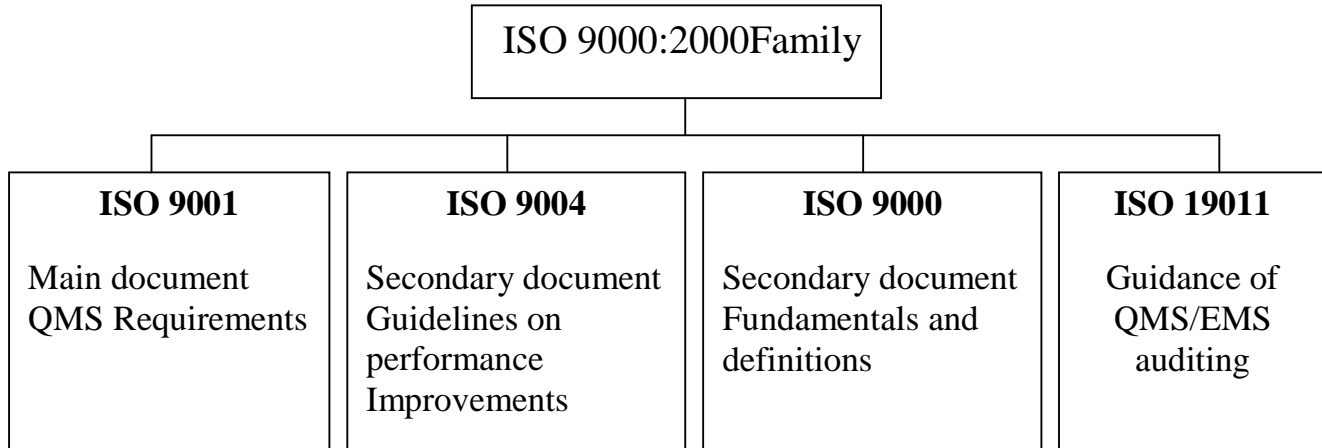 ISO 9000:2000Family
ISO 9001
Main document
QMS Requirements
ISO 9004
Secondary document
Guidelines on
performance
Improvements
ISO 9000
Secondary document
Fundamentals and
definitions
ISO 19011
Guidance of
QMS/EMS
auditing